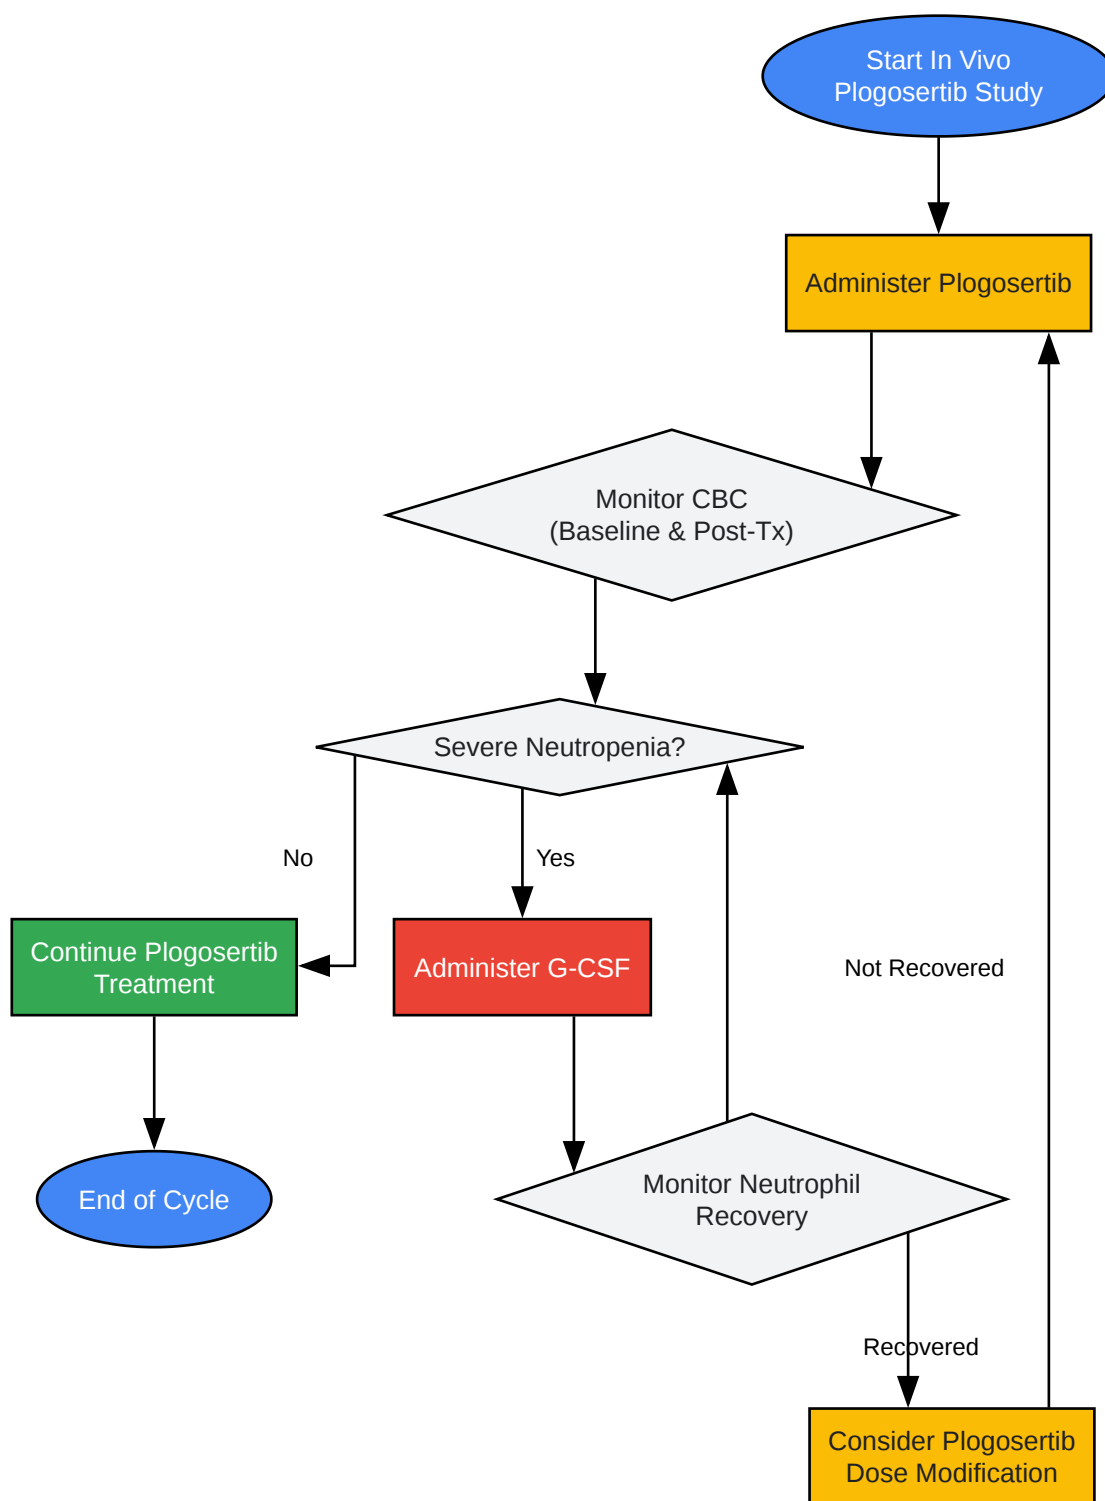 Start In Vivo
Plogosertib Study
Administer Plogosertib
Monitor CBC
(Baseline & Post-Tx)
Severe Neutropenia?
No
Yes
Continue Plogosertib
Treatment
Administer G-CSF
Not Recovered
End of Cycle
Monitor Neutrophil
Recovery
Recovered
Consider Plogosertib
Dose Modification